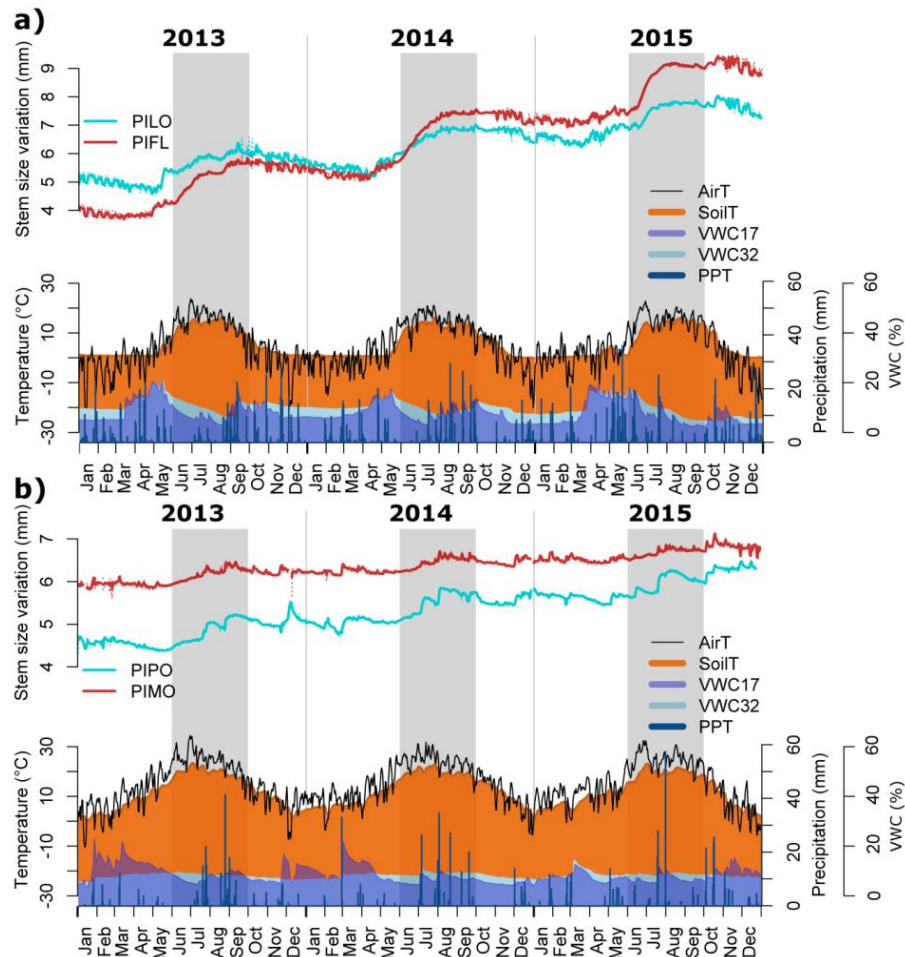 a)
2013 2014 2015
Stem size variation (mm)
9
8
7
6
5
4
PILO
PIFL
AirT
SoilT
VWC17
VWC32
PPT
Temperature (°C)
30
10
-10
-30
Precipitation (mm)
60
40
20
0
VWC (%)
60
40
20
0
Jan Feb Mar Apr May Jun Jul Aug Sep Oct Nov Dec Jan Feb Mar Apr May Jun Jul Aug Sep Oct Nov Dec Jan Feb Mar Apr May Jun Jul Aug Sep Oct Nov Dec
b)
2013 2014 2015
Stem size variation (mm)
7
6
5
4
PIPO
PIMO
AirT
SoilT
VWC17
VWC32
PPT
Temperature (°C)
30
10
-10
-30
Precipitation (mm)
60
40
20
0
VWC (%)
60
40
20
0
Jan Feb Mar Apr May Jun Jul Aug Sep Oct Nov Dec Jan Feb Mar Apr May Jun Jul Aug Sep Oct Nov Dec Jan Feb Mar Apr May Jun Jul Aug Sep Oct Nov Dec